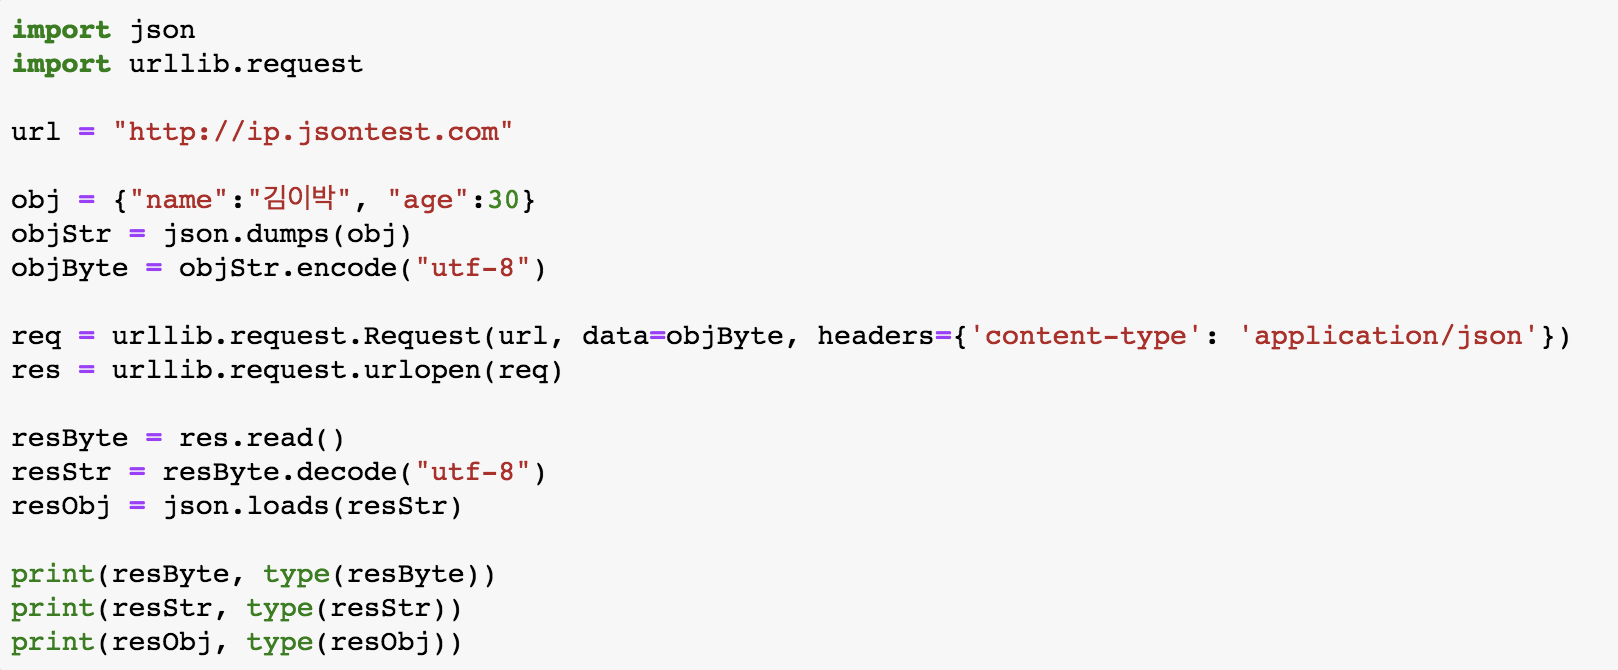 import json
import urllib.request
url = "http://ip.jsontest.com"
obj = {"name":"김이박", "age":30}
objStr = json.dumps(obj)
objByte = objStr.encode("utf-8")
req = urllib.request.Request(url, data=objByte, headers={'content-type': 'application/json'})
res = urllib.request.urlopen(req)
resByte = res.read()
resStr = resByte.decode("utf-8")
resObj = json.loads(resStr)
print(resByte, type(resByte))
print(resStr, type(resStr))
print(resObj, type(resObj))